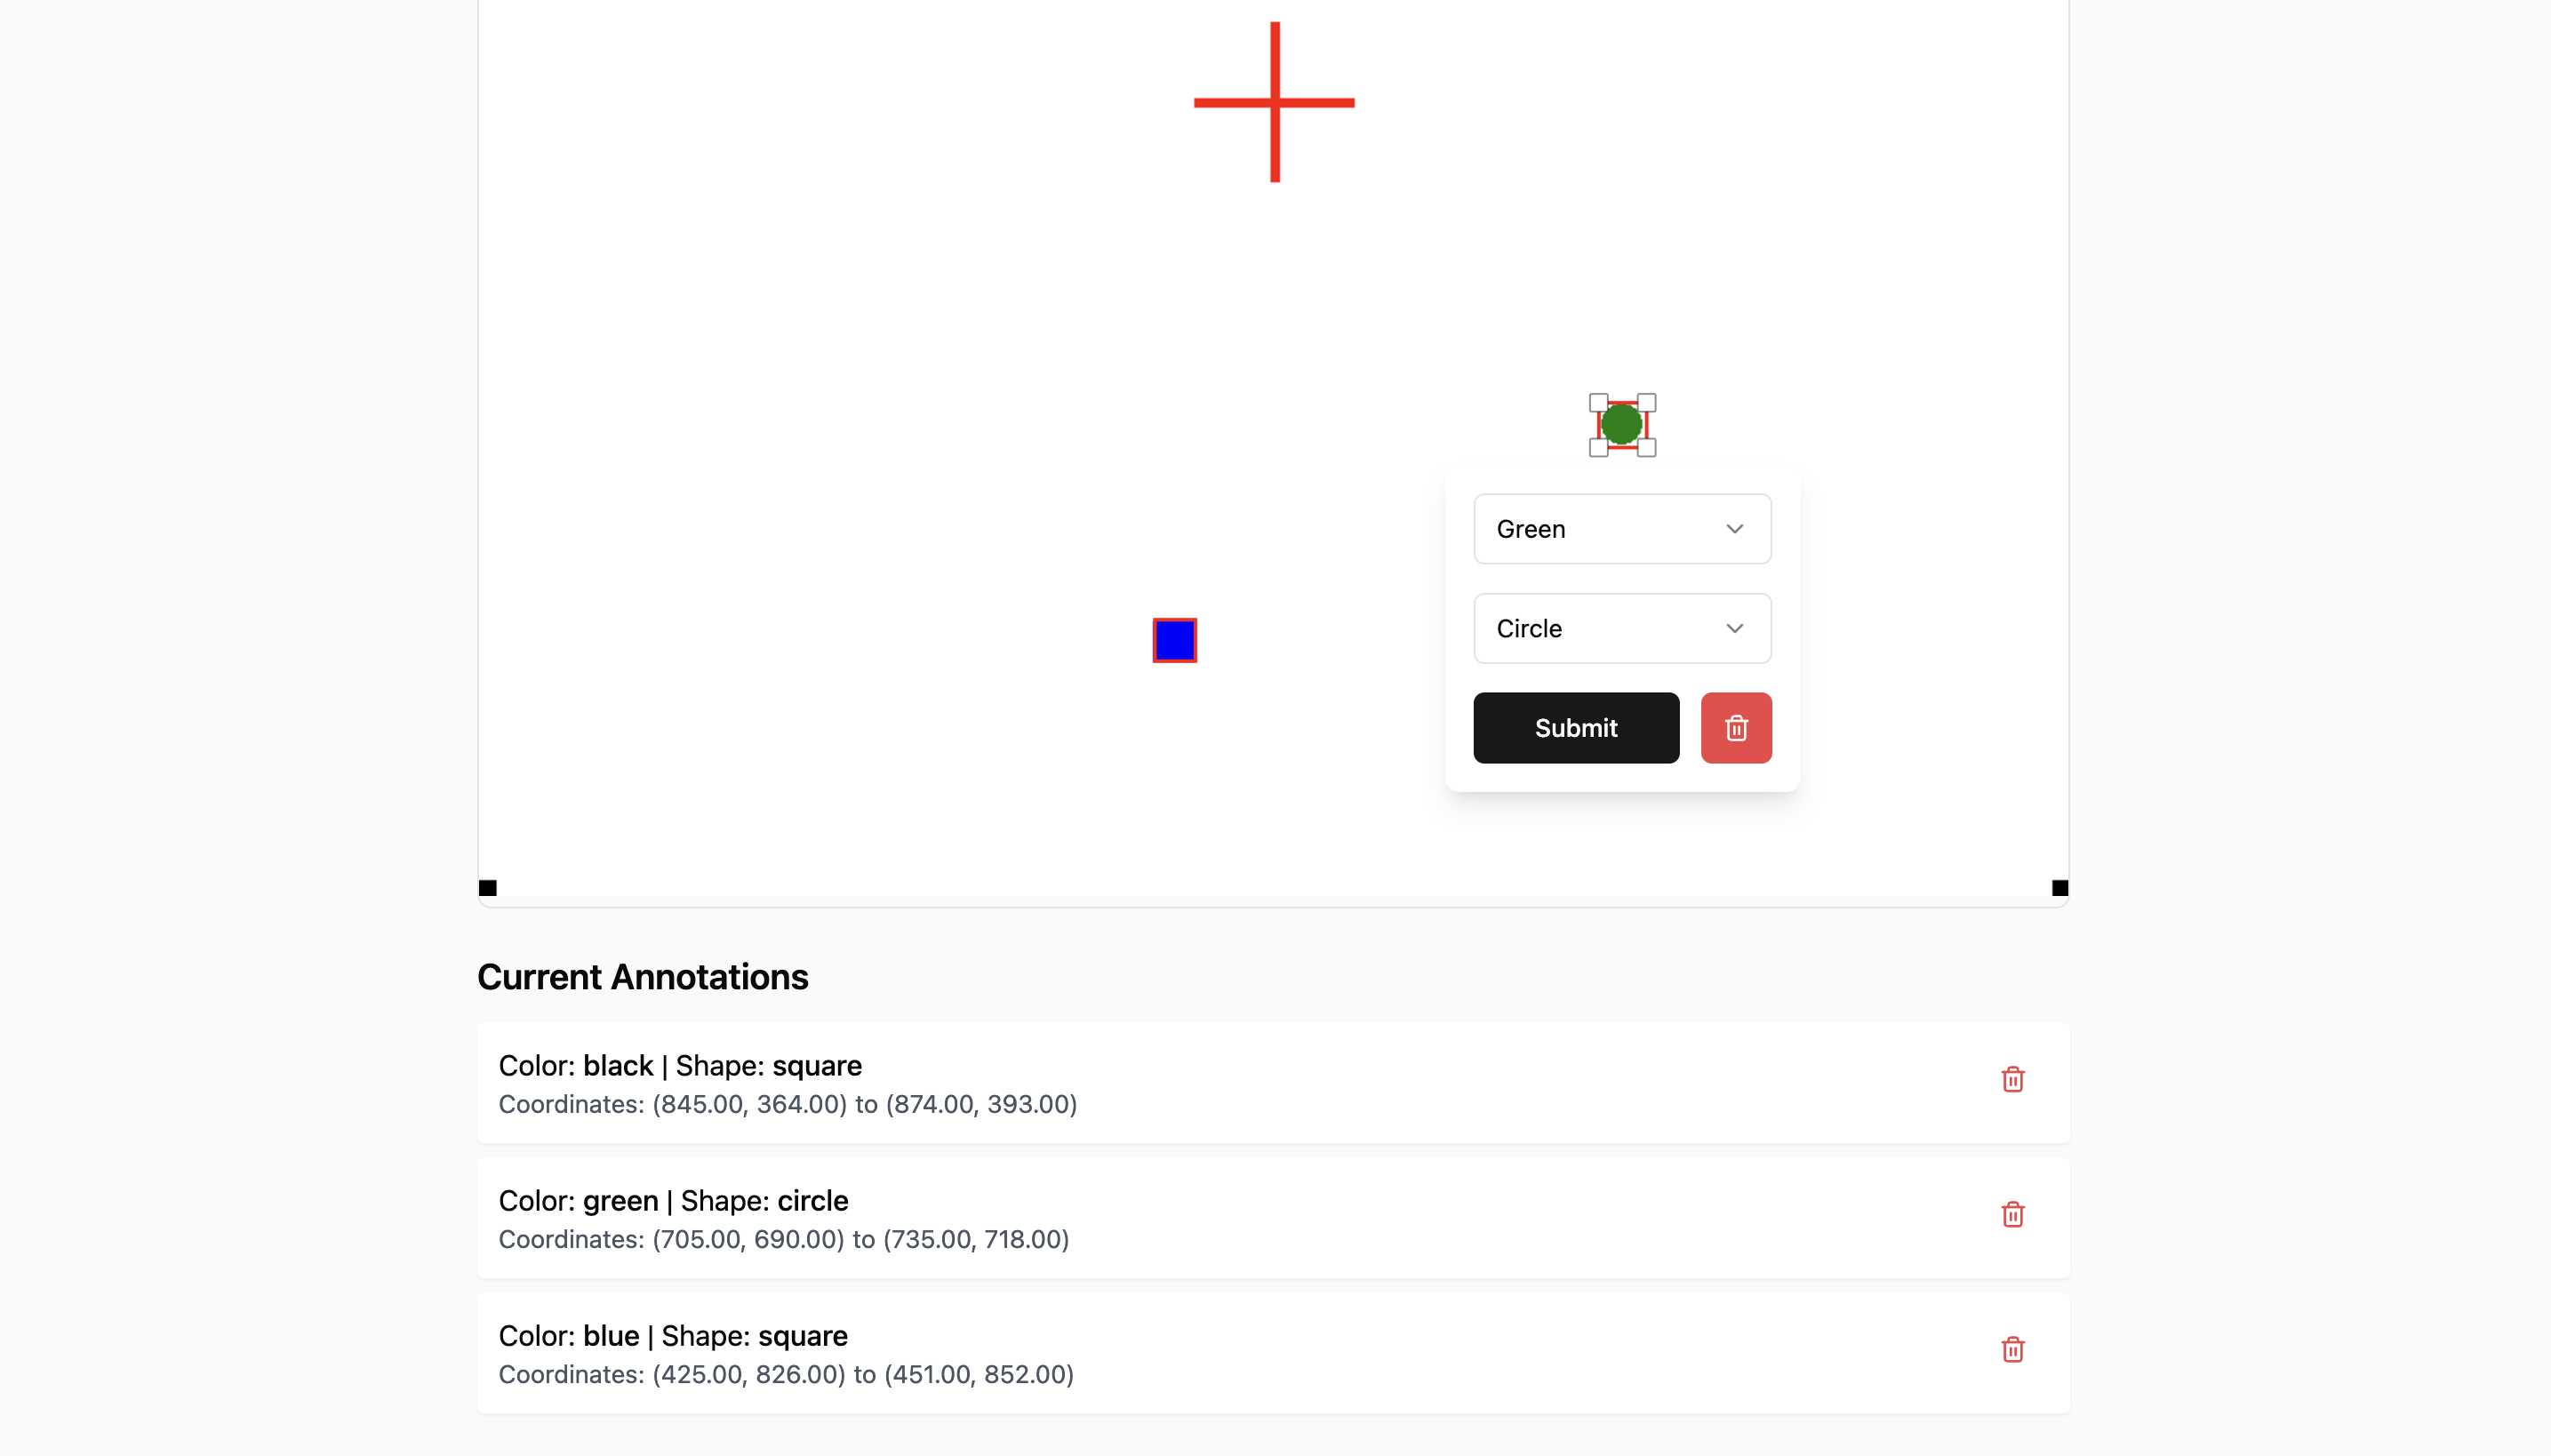 Green
Circle
Submit
Current Annotations
Color: black | Shape: square
Coordinates: (845.00, 364.00) to (874.00, 393.00)
Color: green | Shape: circle
Coordinates: (705.00, 690.00) to (735.00, 718.00)
Color: blue | Shape: square
Coordinates: (425.00, 826.00) to (451.00, 852.00)